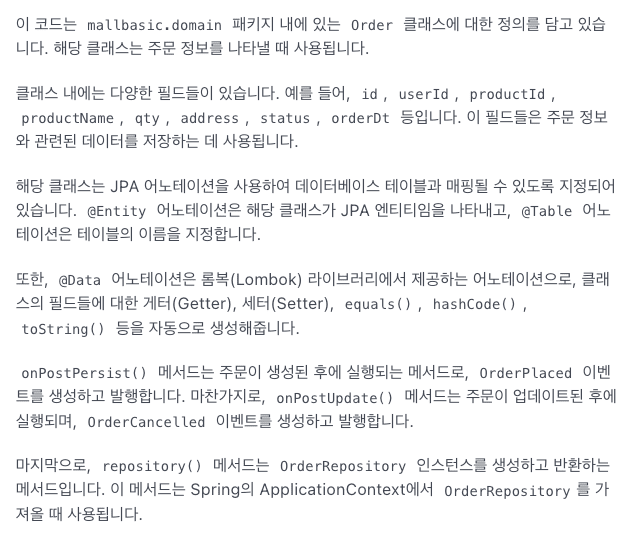 이 코드는 mallbasic.domain 패키지 내에 있는 Order 클래스에 대한 정의를 담고 있습
니다. 해당 클래스는 주문 정보를 나타낼 때 사용됩니다.
클래스 내에는 다양한 필드들이 있습니다. 예를 들어, id , userId , productId ,
productName , qty , address , status , orderDt 등입니다. 이 필드들은 주문 정보
와 관련된 데이터를 저장하는 데 사용됩니다.
해당 클래스는 JPA 어노테이션을 사용하여 데이터베이스 테이블과 매핑될 수 있도록 지정되어
있습니다. @Entity 어노테이션은 해당 클래스가 JPA 엔티티임을 나타내고, @Table 어노
테이션은 테이블의 이름을 지정합니다.
또한, @Data 어노테이션은 롬복(Lombok) 라이브러리에서 제공하는 어노테이션으로, 클래
스의 필드들에 대한 게터(Getter), 세터(Setter), equals() , hashCode() ,
toString() 등을 자동으로 생성해줍니다.
onPostPersist() 메서드는 주문이 생성된 후에 실행되는 메서드로, OrderPlaced 이벤
트를 생성하고 발행합니다. 마찬가지로, onPostUpdate() 메서드는 주문이 업데이트된 후에
실행되며, OrderCancelled 이벤트를 생성하고 발행합니다.
마지막으로, repository() 메서드는 OrderRepository 인스턴스를 생성하고 반환하는
메서드입니다. 이 메서드는 Spring의 ApplicationContext에서 OrderRepository 를 가
져올 때 사용됩니다.